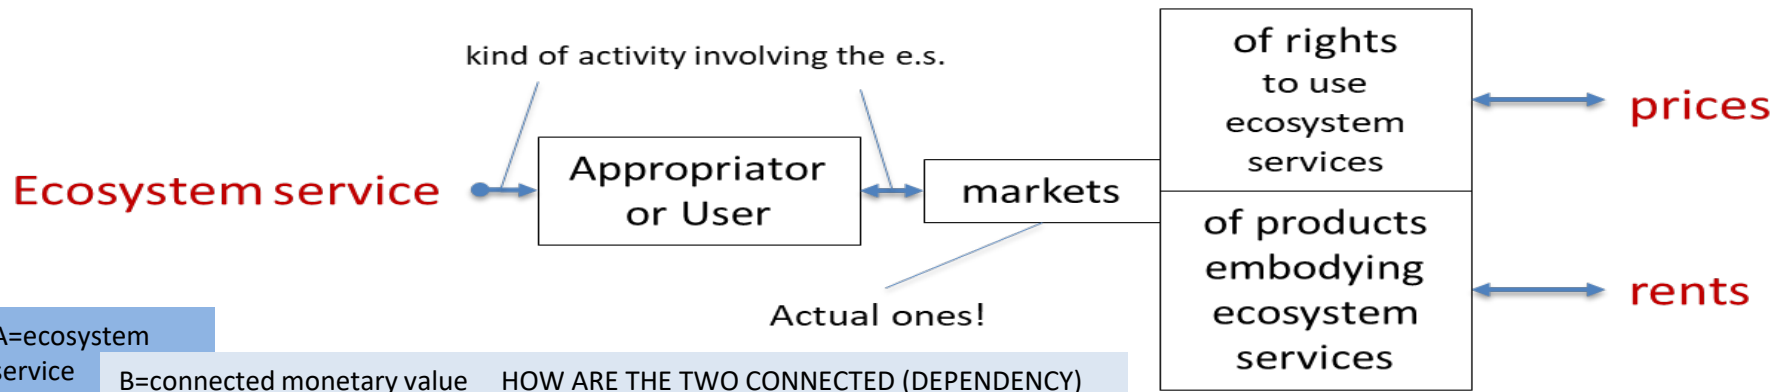 kind of activity involving the e.s.
Ecosystem service
Appropriator
or User
markets
Actual ones!
of rights
to use
ecosystem
services
of products
embodying
ecosystem
services
prices
rents
A=ecosystem
service
B=connected monetary value HOW ARE THE TWO CONNECTED (DEPENDENCY)